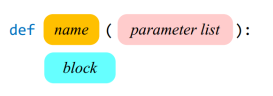 def name ( parameter list ):
block